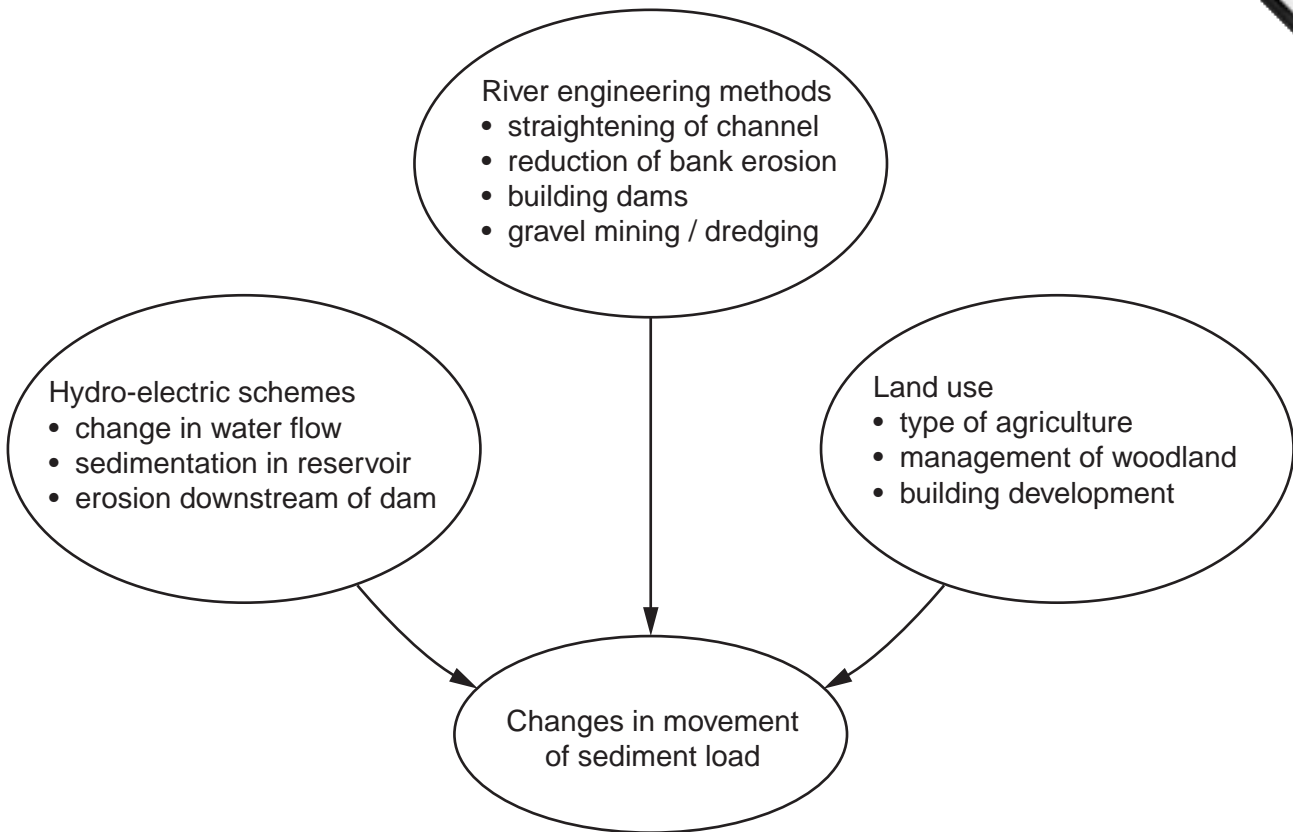 River engineering methods
• straightening of channel
• reduction of bank erosion
• building dams
• gravel mining / dredging
Hydro-electric schemes
• change in water flow
• sedimentation in reservoir
• erosion downstream of dam
Land use
• type of agriculture
• management of woodland
• building development
Changes in movement
of sediment load